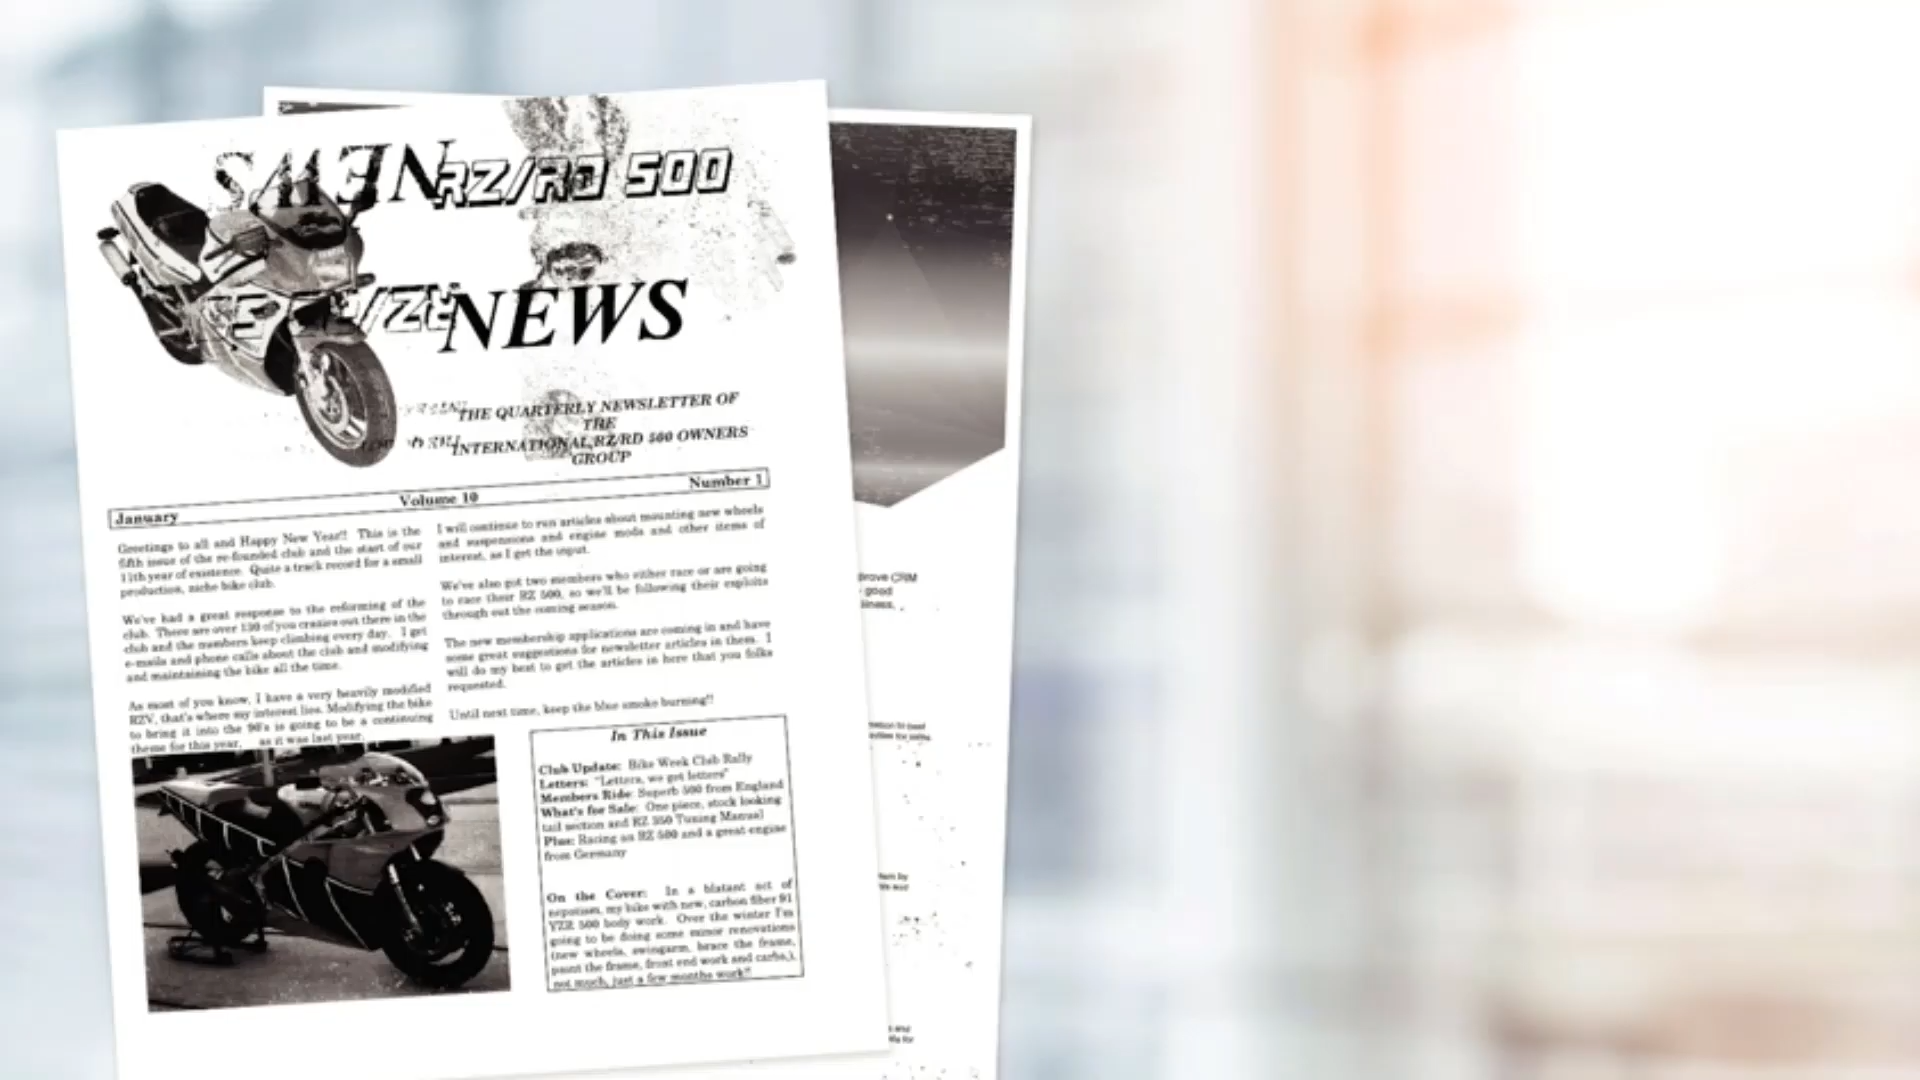 RZ/RD 500
NEWS
THE QUARTERLY NEWSLETTER OF
THE
INTERNATIONAL RZ/RD 500 OWNERS
GROUP
January Volume 10 Number 1
Greetings to all and Happy New Year!! This is the
fifth issue of the re-founded club and the start of our
11th year of existence. Quite a track record for a small
production, niche bike club.
We've had a great response to the reforming of the
club. There are over 130 of you crazies out there in the
club and the numbers keep climbing every day. I get
e-mails and phone calls about the club and modifying
and maintaining the bike all the time.
As most of you know, I have a very heavily modified
RZV, that's where my interest lies. Modifying the bike
to bring it into the 90's is going to be a continuing
theme for this year, as it was last year.
I will continue to run articles about mounting new wheels
and suspensions and engine mods and other items of
interest, as I get the input.
We've also got two members who either race or are going
to race their RZ 500, so we'll be following their exploits
through out the coming season.
The new membership applications are coming in and have
some great suggestions for newsletter articles in them. I
will do my best to get the articles in here that you folks
requested.
Until next time, keep the blue smoke burning!!
In This Issue
Club Update: Bike Week Club Rally
Letters: "Letters, we got letters"
Members Ride: Superb 500 from England
What's for Sale: One piece, stock looking
tail section and RZ 350 Tuning Manual
Plus: Racing an RZ 500 and a great engine
from Germany
On the Cover: In a blatant act of
nepotism, my bike with new, carbon fiber 91
YZR 500 body work. Over the winter I'm
going to be doing some minor renovations
(new wheels, swingarm, brace the frame,
paint the frame, front end work and carbs.),
not much, just a few months work!!
CRM
good